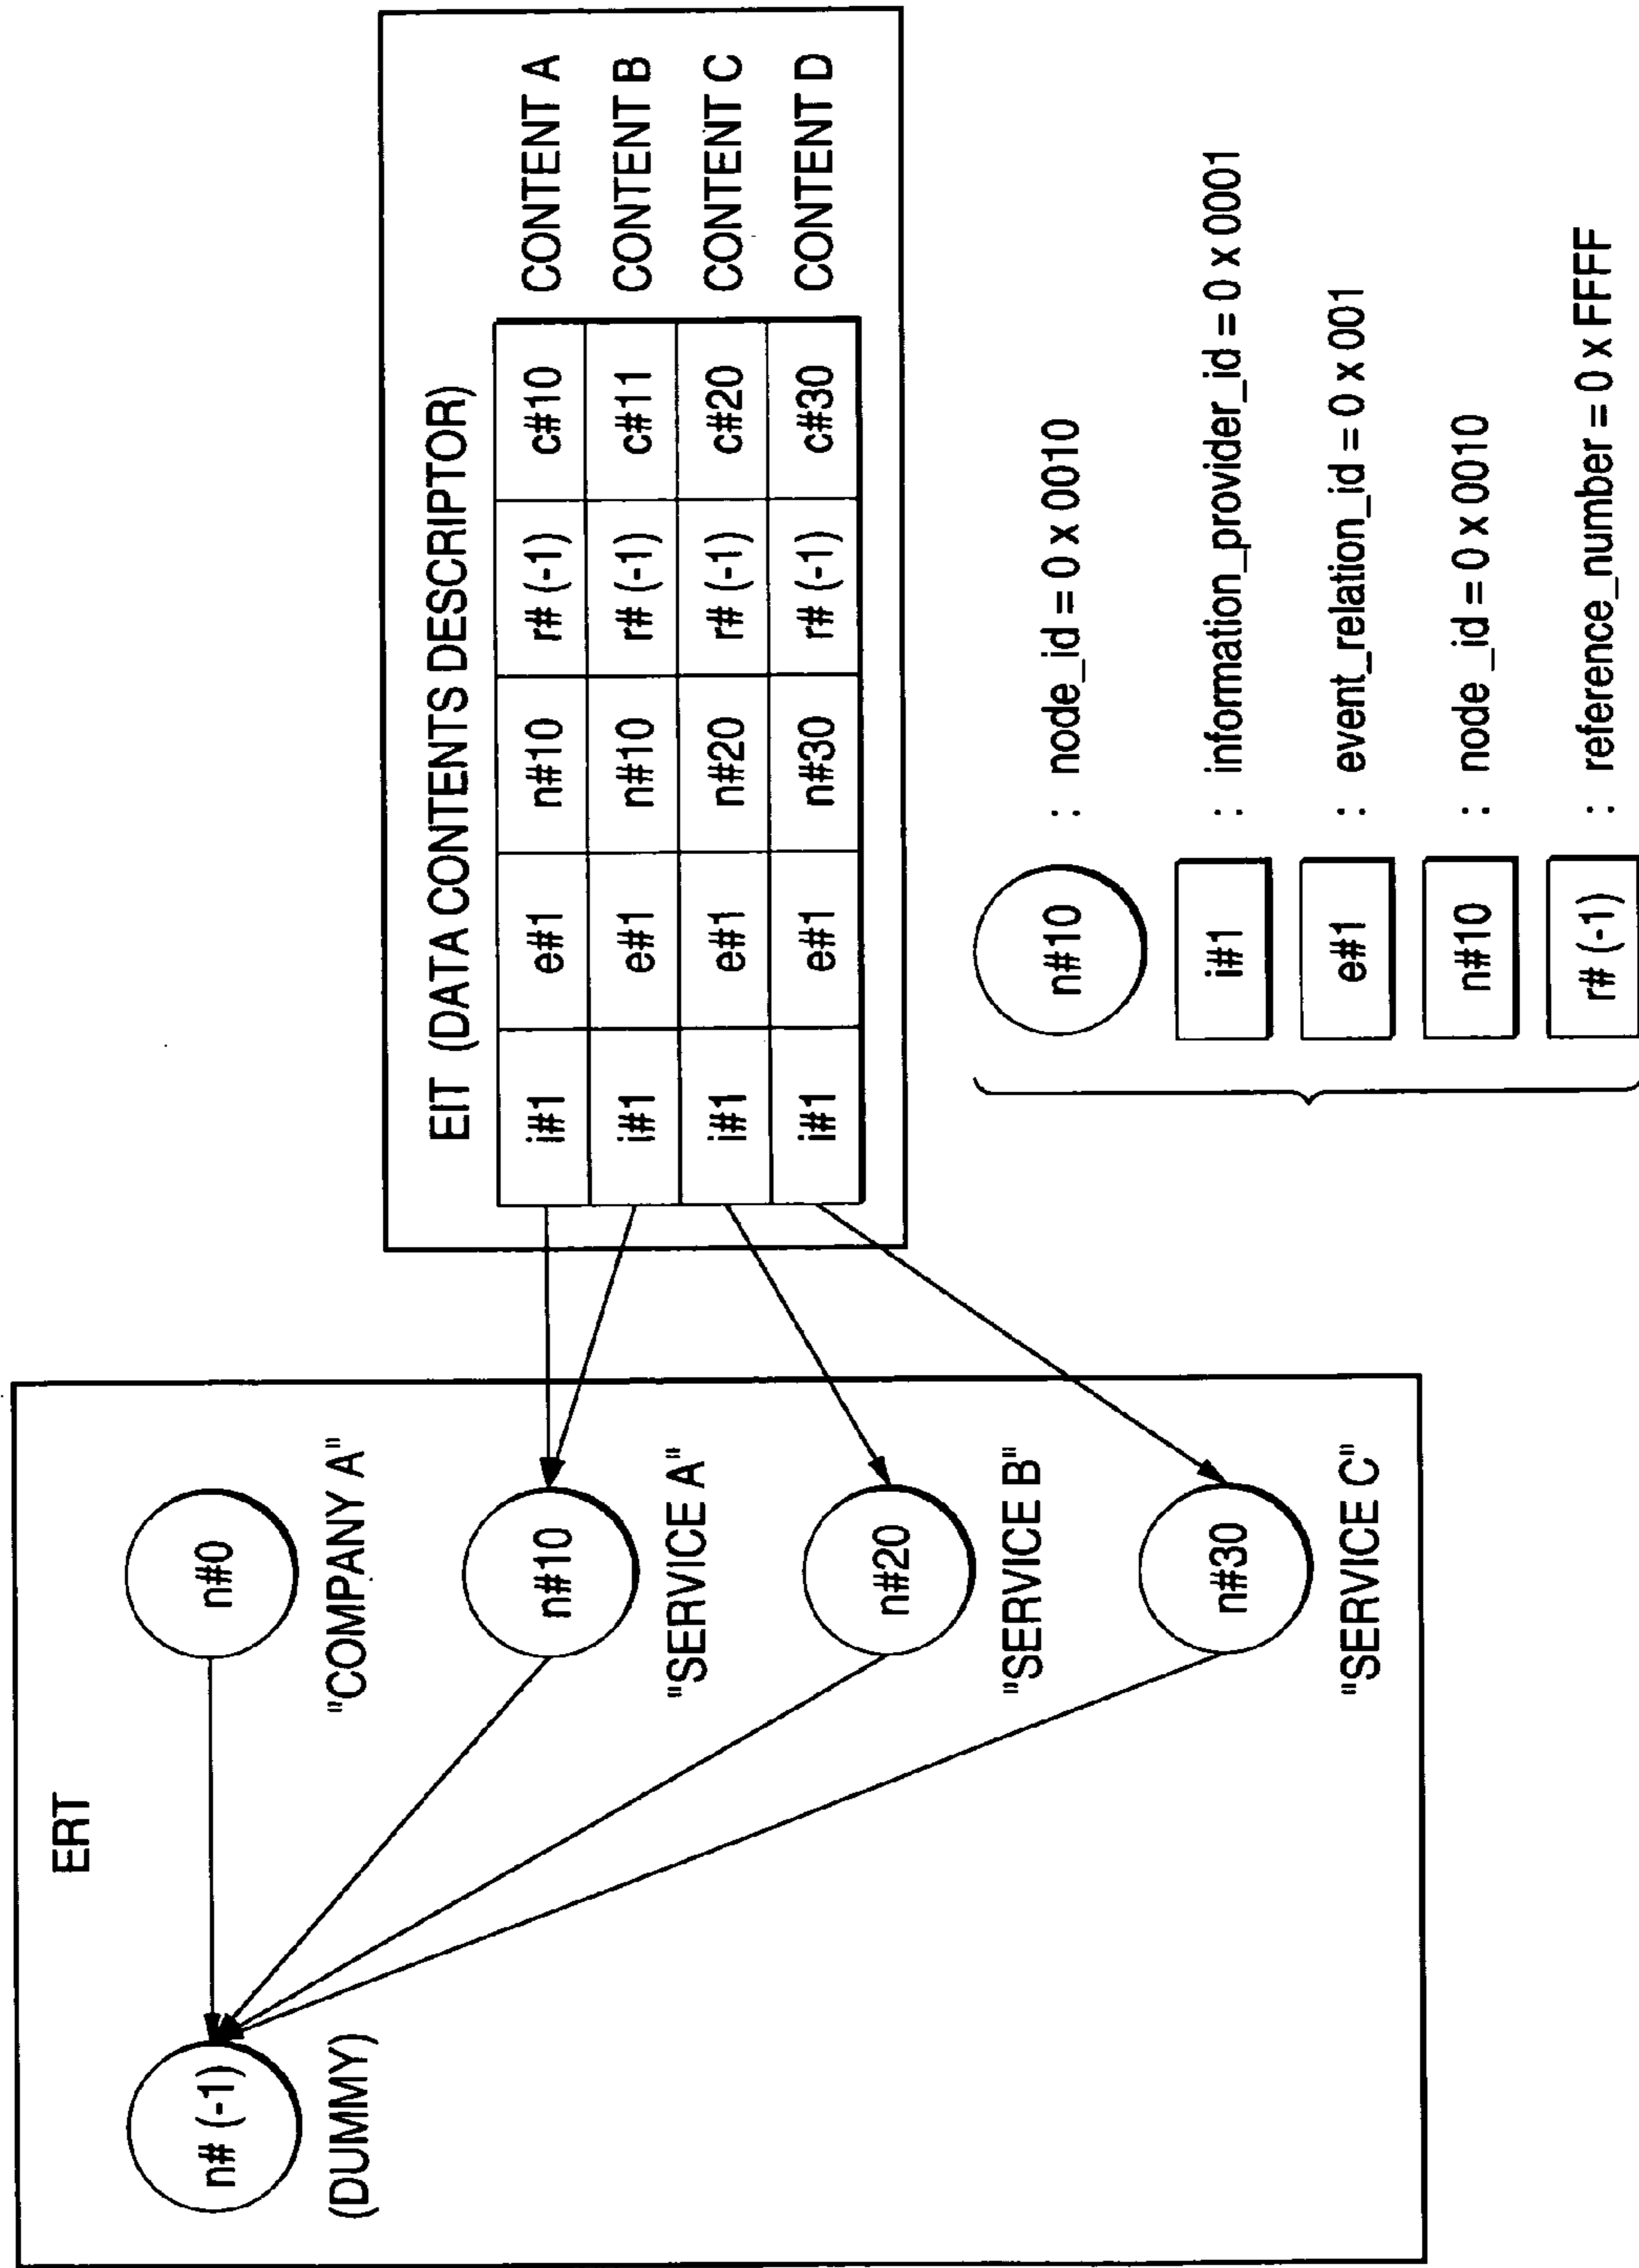 ERT
n# (-1)
(DUMMY)
n#0
"COMPANY A"
n#10
"SERVICE A"
n#20
"SERVICE B"
n#30
"SERVICE C"
EIT (DATA CONTENTS DESCRIPTOR)
i#1 e#1 n#10 r# (-1) c#10 CONTENT A
i#1 e#1 n#10 r# (-1) c#11 CONTENT B
i#1 e#1 n#20 r# (-1) c#20 CONTENT C
i#1 e#1 n#30 r# (-1) c#30 CONTENT D
n#10 : node_id = 0 x 0010
i#1 : information_provider_id = 0 x 0001
e#1 : event_relation_id = 0 x 001
n#10 : node_id = 0 x 0010
r# (-1) : reference_number = 0 x FFFF